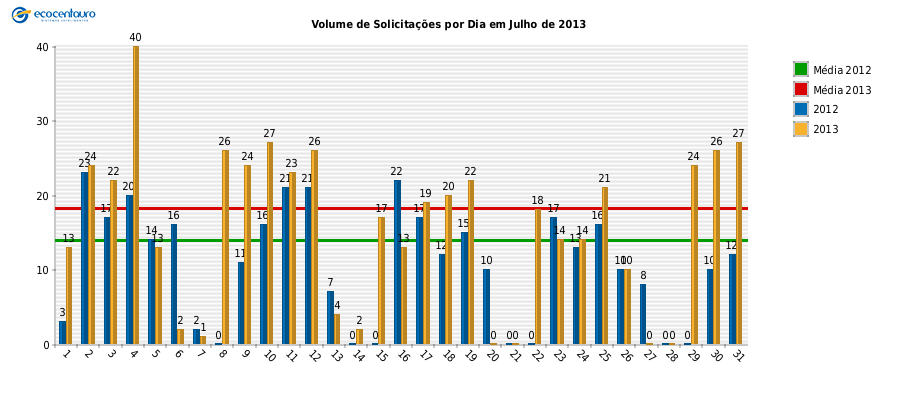 ecocentauro
Volume de Solicitações por Dia em Julho de 2013
Média 2012
Média 2013
2012
2013
40
30
20
10
0
3 13 23 24 17 22 20 40 14 13 16 2 2 1 0 26 11 24 16 27 21 23 21 26 7 4 0 2 0 17 22 13 17 19 12 20 15 22 10 0 0 0 0 18 17 14 13 14 16 21 10 10 8 0 0 0 0 24 10 26 12 27
1 2 3 4 5 6 7 8 9 10 11 12 13 14 15 16 17 18 19 20 21 22 23 24 25 26 27 28 29 30 31